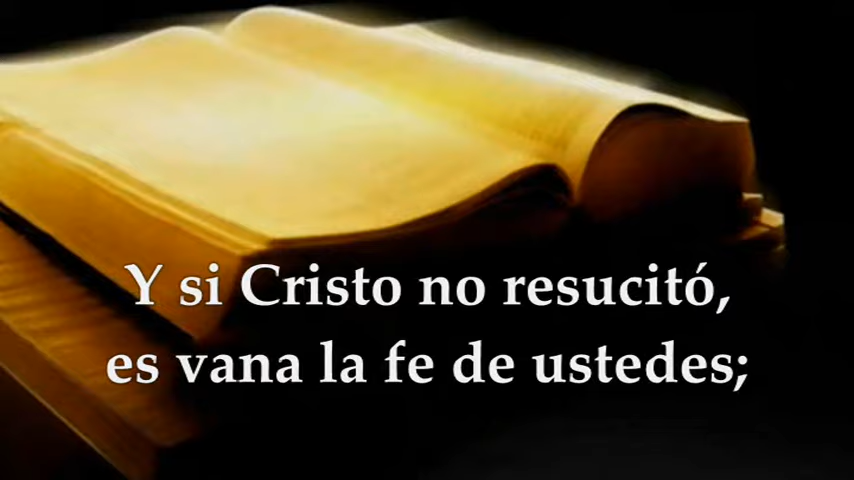 Y si Cristo no resucitó,
es vana la fe de ustedes;